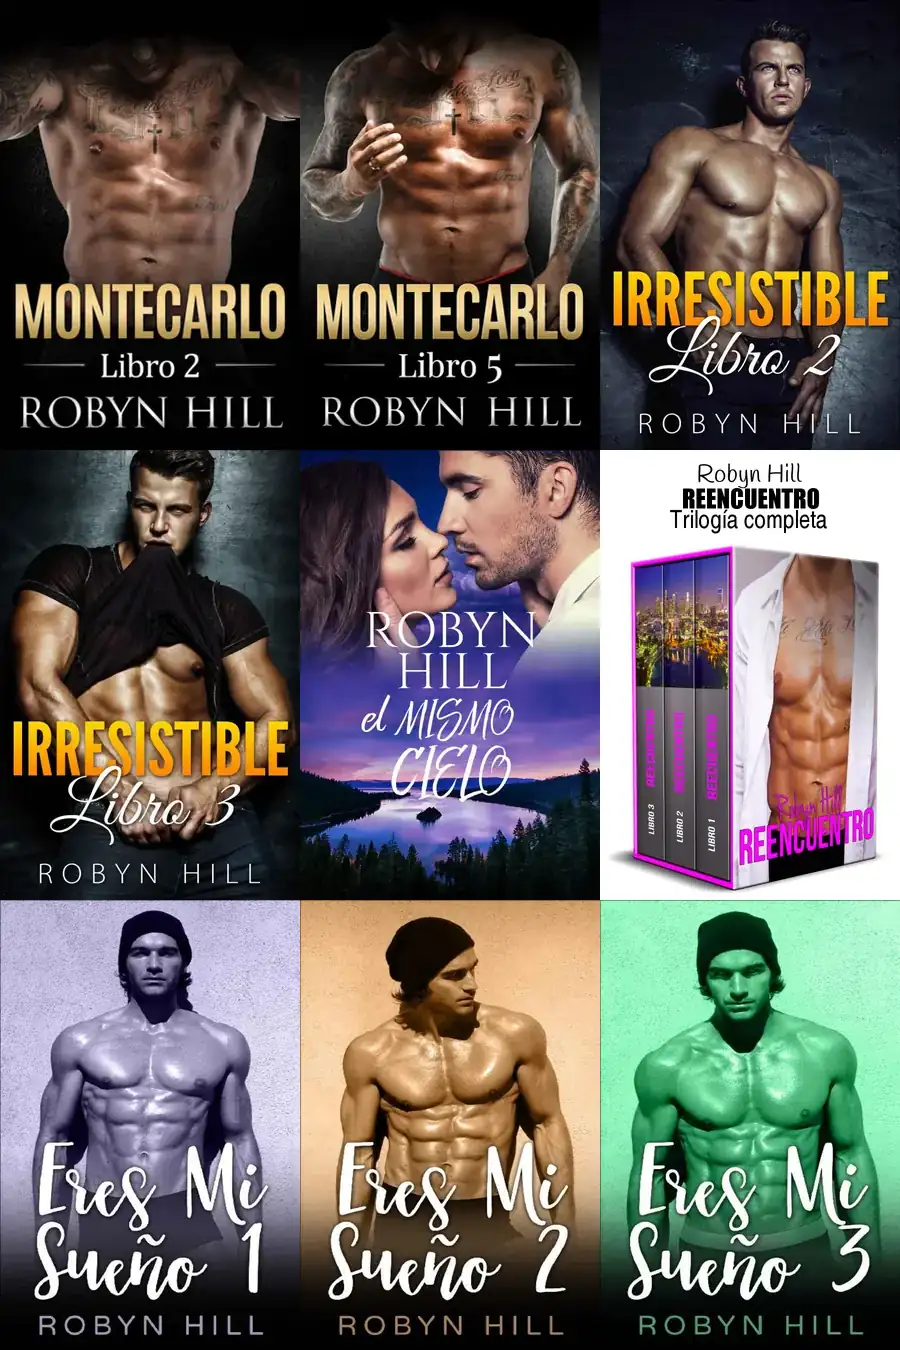 MONTECARLO
Libro 2
ROBYN HILL
MONTECARLO
Libro 5
ROBYN HILL
IRRESISTIBLE
Libro 2
ROBYN HILL
IRRESISTIBLE
Libro 3
ROBYN HILL
ROBYN
HILL
el MISMO
CIELO
Robyn Hill
REENCUENTRO
Trilogía completa
REECUENTRO
LIBRO 3
REECUENTRO
LIBRO 2
REECUENTRO
LIBRO 1
Robyn Hill
REENCUENTRO
Eres Mi
Sueño 1
ROBYN HILL
Eres Mi
Sueño 2
ROBYN HILL
Eres Mi
Sueño 3
ROBYN HILL